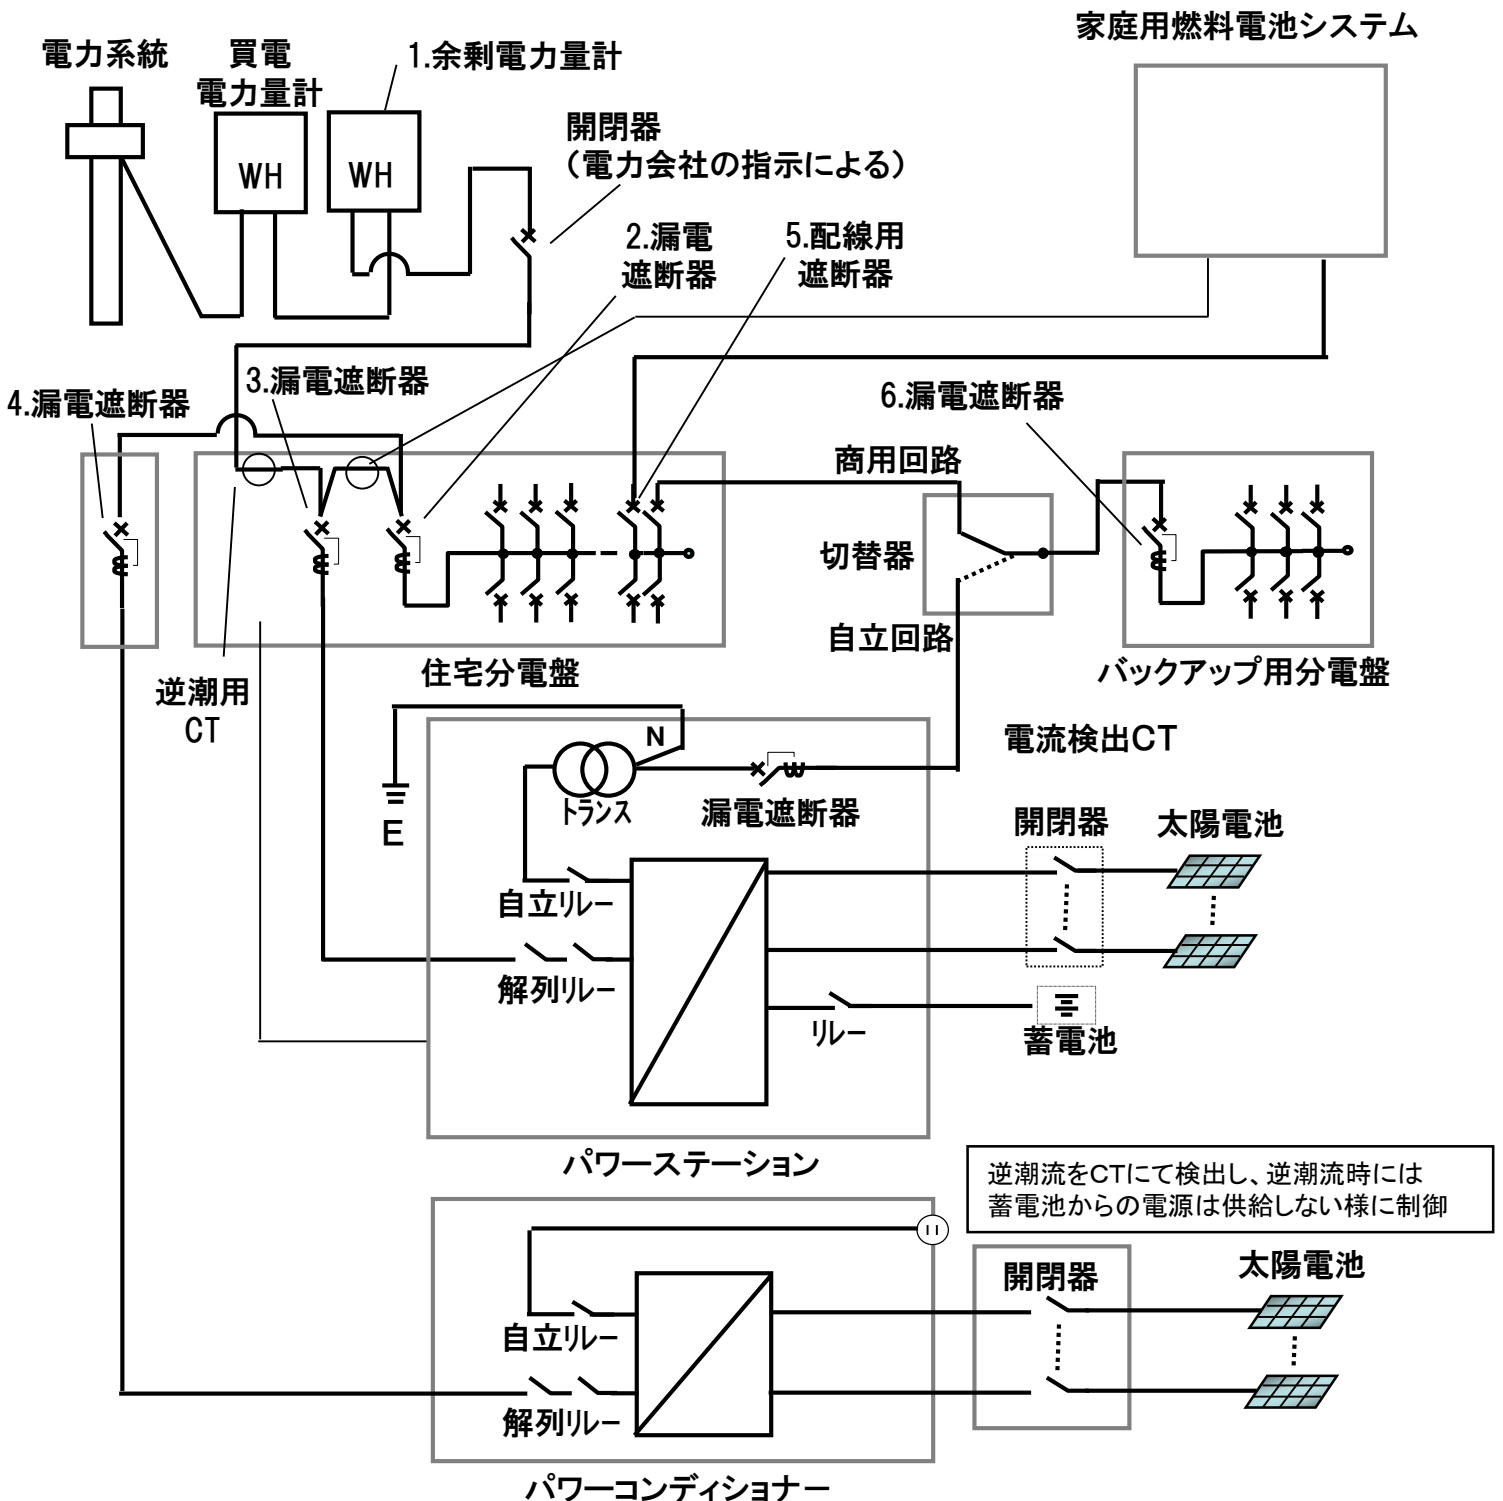 家庭用燃料電池システム
電力系統
買電
電力量計
1.余剰電力量計
WH
WH
開閉器
（電力会社の指示による）
2.漏電
遮断器
5.配線用
遮断器
3.漏電遮断器
4.漏電遮断器
6.漏電遮断器
商用回路
切替器
自立回路
住宅分電盤
バックアップ用分電盤
逆潮用
CT
N
電流検出CT
トランス
漏電遮断器
E
開閉器
太陽電池
自立リレー
解列リレー
リレー
蓄電池
パワーステーション
逆潮流をCTにて検出し、逆潮流時には
蓄電池からの電源は供給しない様に制御
開閉器
太陽電池
自立リレー
解列リレー
パワーコンディショナー